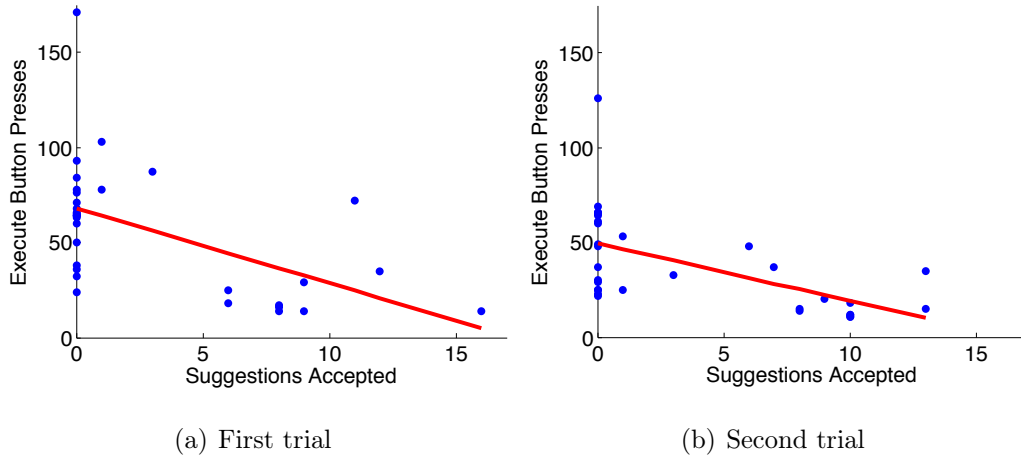 Execute Button Presses
150
100
50
0
0 5 10 15
Suggestions Accepted
(a) First trial
Execute Button Presses
150
100
50
0
0 5 10 15
Suggestions Accepted
(b) Second trial